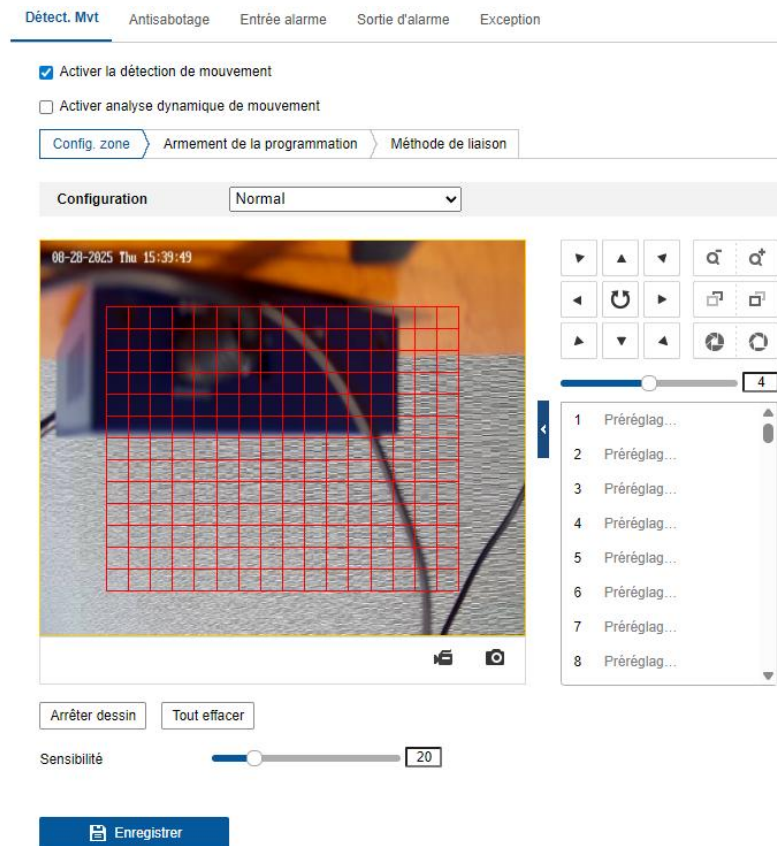 Détect. Mvt Antisabotage Entrée alarme Sortie d'alarme Exception
Activer la détection de mouvement
Activer analyse dynamique de mouvement
Config. zone Armement de la programmation Méthode de liaison
Configuration Normal
08-28-2025 Thu 15:39:49
4
1 Préréglag...
2 Préréglag...
3 Préréglag...
4 Préréglag...
5 Préréglag...
6 Préréglag...
7 Préréglag...
8 Préréglag...
Arrêter dessin Tout effacer
Sensibilité 20
Enregistrer